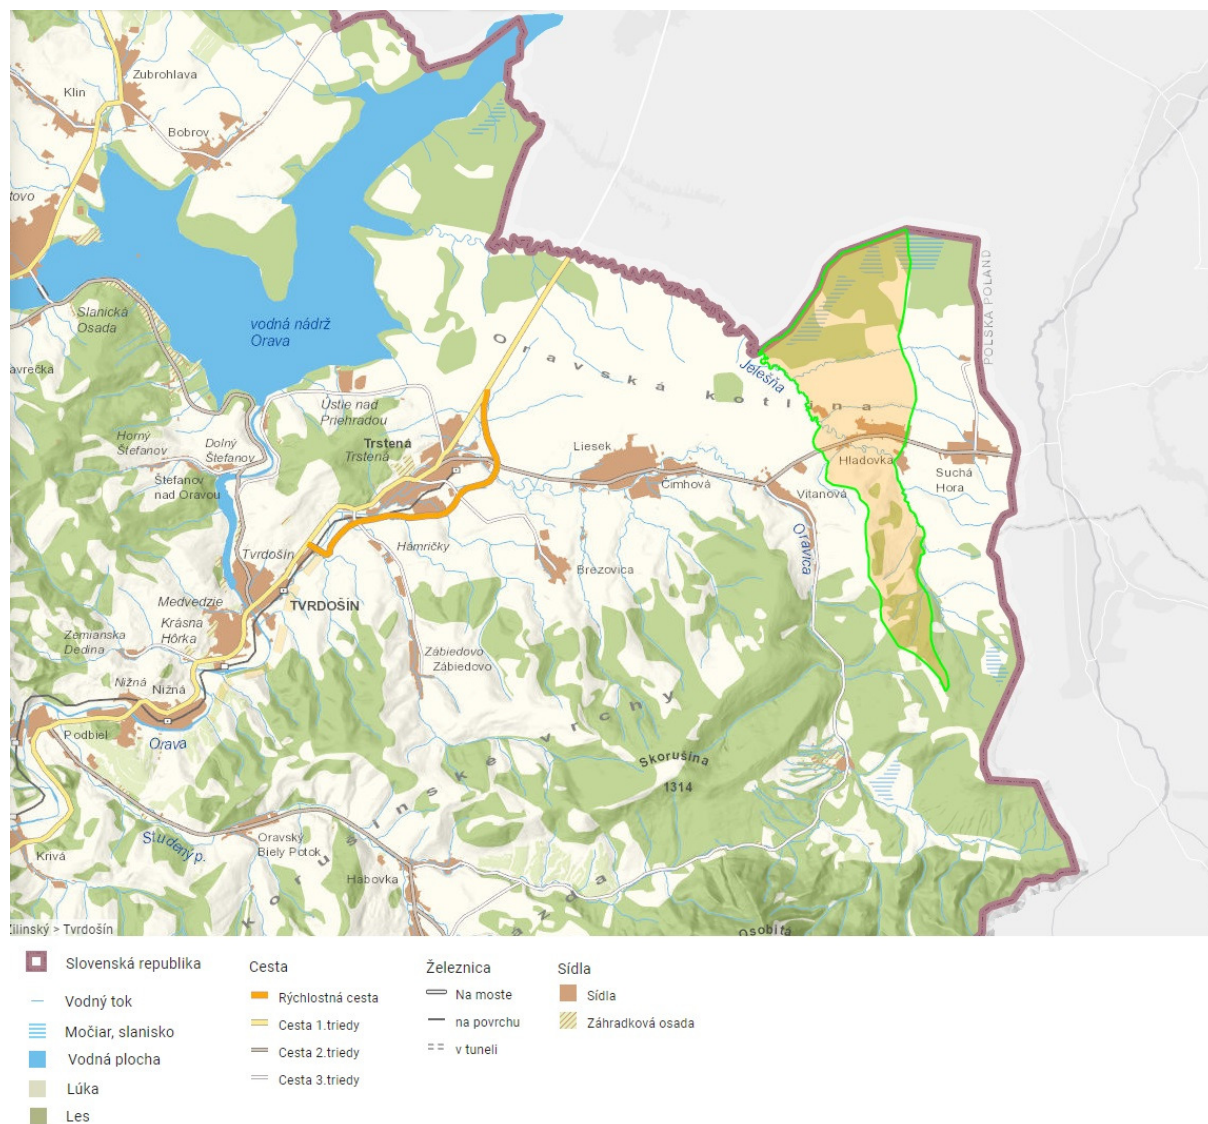 Zubrohlava
Klin
Bobrov
tovo
Slanická
Osada
vodná nádrž
Orava
POLSKA POLAND
Oravská kotlina
Jelešňa
avrečka
Ústie nad
Priehradou
Horný
Štefanov
Dolný
Štefanov
Trstená
Trstená
Liesek
Čimhová
Hladovka
Suchá
Hora
Vitanová
Štefanov
nad Oravou
Oravica
Hámričky
Brezovica
Tvrdošín
TVRDOŠÍN
Medvedzie
Krásna
Hôrka
Zemianska
Dedina
Zábiedovo
Zábiedovo
Nižná
Nižná
Podbiel
Orava
Skorušina
1314
Skorušinské vrchy
Studený p.
Oravský
Biely Potok
Krivá
Habovka
zda
Osobitá
Žilinský > Tvrdošín
Slovenská republika
Vodný tok
Močiar, slanisko
Vodná plocha
Lúka
Les
Cesta
Rýchlostná cesta
Cesta 1.triedy
Cesta 2.triedy
Cesta 3.triedy
Železnica
Na moste
na povrchu
v tuneli
Sídla
Sídla
Záhradková osada